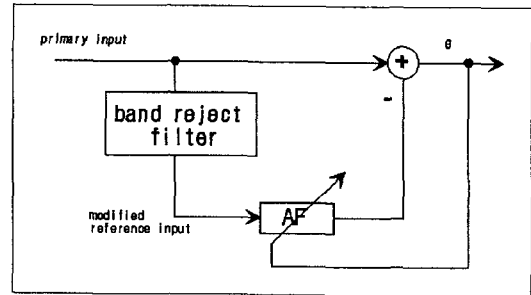 primary input
e
+
-
band reject
filter
modified
reference input
AF